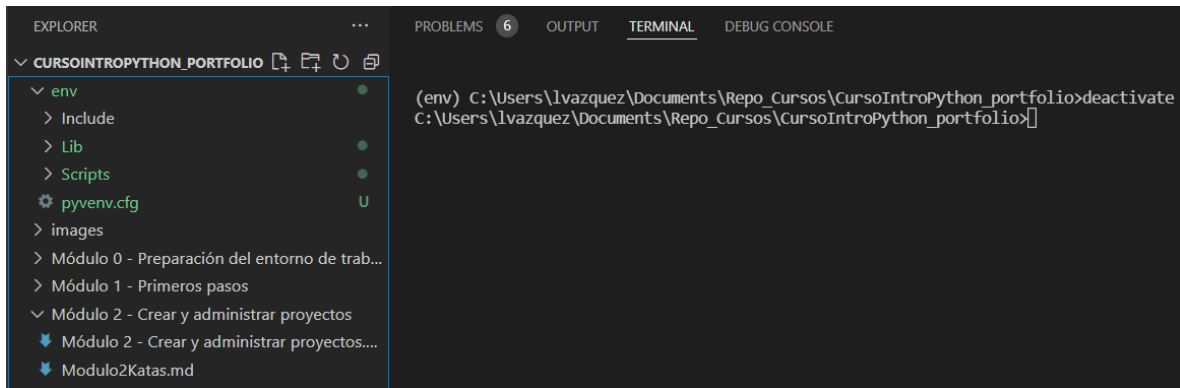 EXPLORER ...
CURSOINTROPYTHON_PORTFOLIO
env
Include
Lib
Scripts
pyvenv.cfg U
images
Módulo 0 - Preparación del entorno de trab...
Módulo 1 - Primeros pasos
Módulo 2 - Crear y administrar proyectos
Módulo 2 - Crear y administrar proyectos....
Modulo2Katas.md
PROBLEMS 6 OUTPUT TERMINAL DEBUG CONSOLE
(env) C:\Users\lvazquez\Documents\Repo_Cursos\CursoIntroPython_portfolio>deactivate
C:\Users\lvazquez\Documents\Repo_Cursos\CursoIntroPython_portfolio>